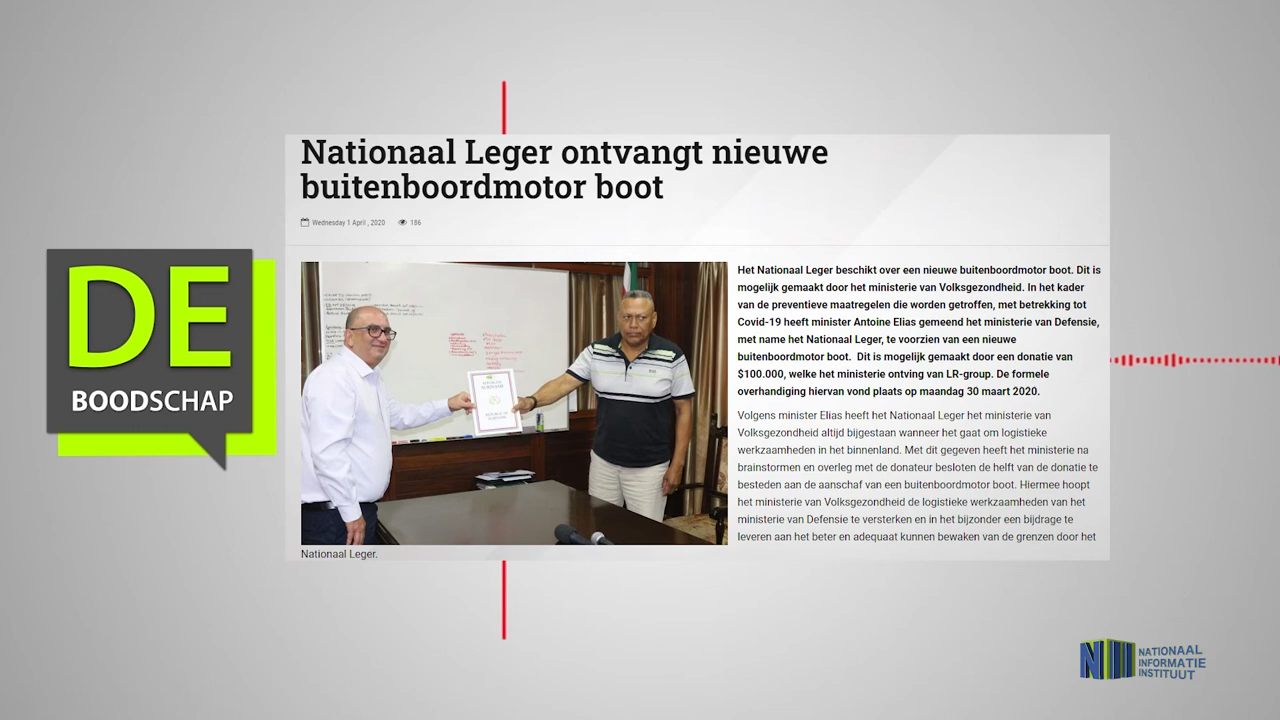 Nationaal Leger ontvangt nieuwe
buitenboordmotor boot
Wednesday 1 April , 2020 186
DE
BOODSCHAP
Het Nationaal Leger beschikt over een nieuwe buitenboordmotor boot. Dit is
mogelijk gemaakt door het ministerie van Volksgezondheid. In het kader
van de preventieve maatregelen die worden getroffen, met betrekking tot
Covid-19 heeft minister Antoine Elias gemeend het ministerie van Defensie,
met name het Nationaal Leger, te voorzien van een nieuwe
buitenboordmotor boot. Dit is mogelijk gemaakt door een donatie van
$100.000, welke het ministerie ontving van LR-group. De formele
overhandiging hiervan vond plaats op maandag 30 maart 2020.
Volgens minister Elias heeft het Nationaal Leger het ministerie van
Volksgezondheid altijd bijgestaan wanneer het gaat om logistieke
werkzaamheden in het binnenland. Met dit gegeven heeft het ministerie na
brainstormen en overleg met de donateur besloten de helft van de donatie te
besteden aan de aanschaf van een buitenboordmotor boot. Hiermee hoopt
het ministerie van Volksgezondheid de logistieke werkzaamheden van het
ministerie van Defensie te versterken en in het bijzonder een bijdrage te
leveren aan het beter en adequaat kunnen bewaken van de grenzen door het
Nationaal Leger.
NATIONAAL
INFORMATIE
INSTITUUT